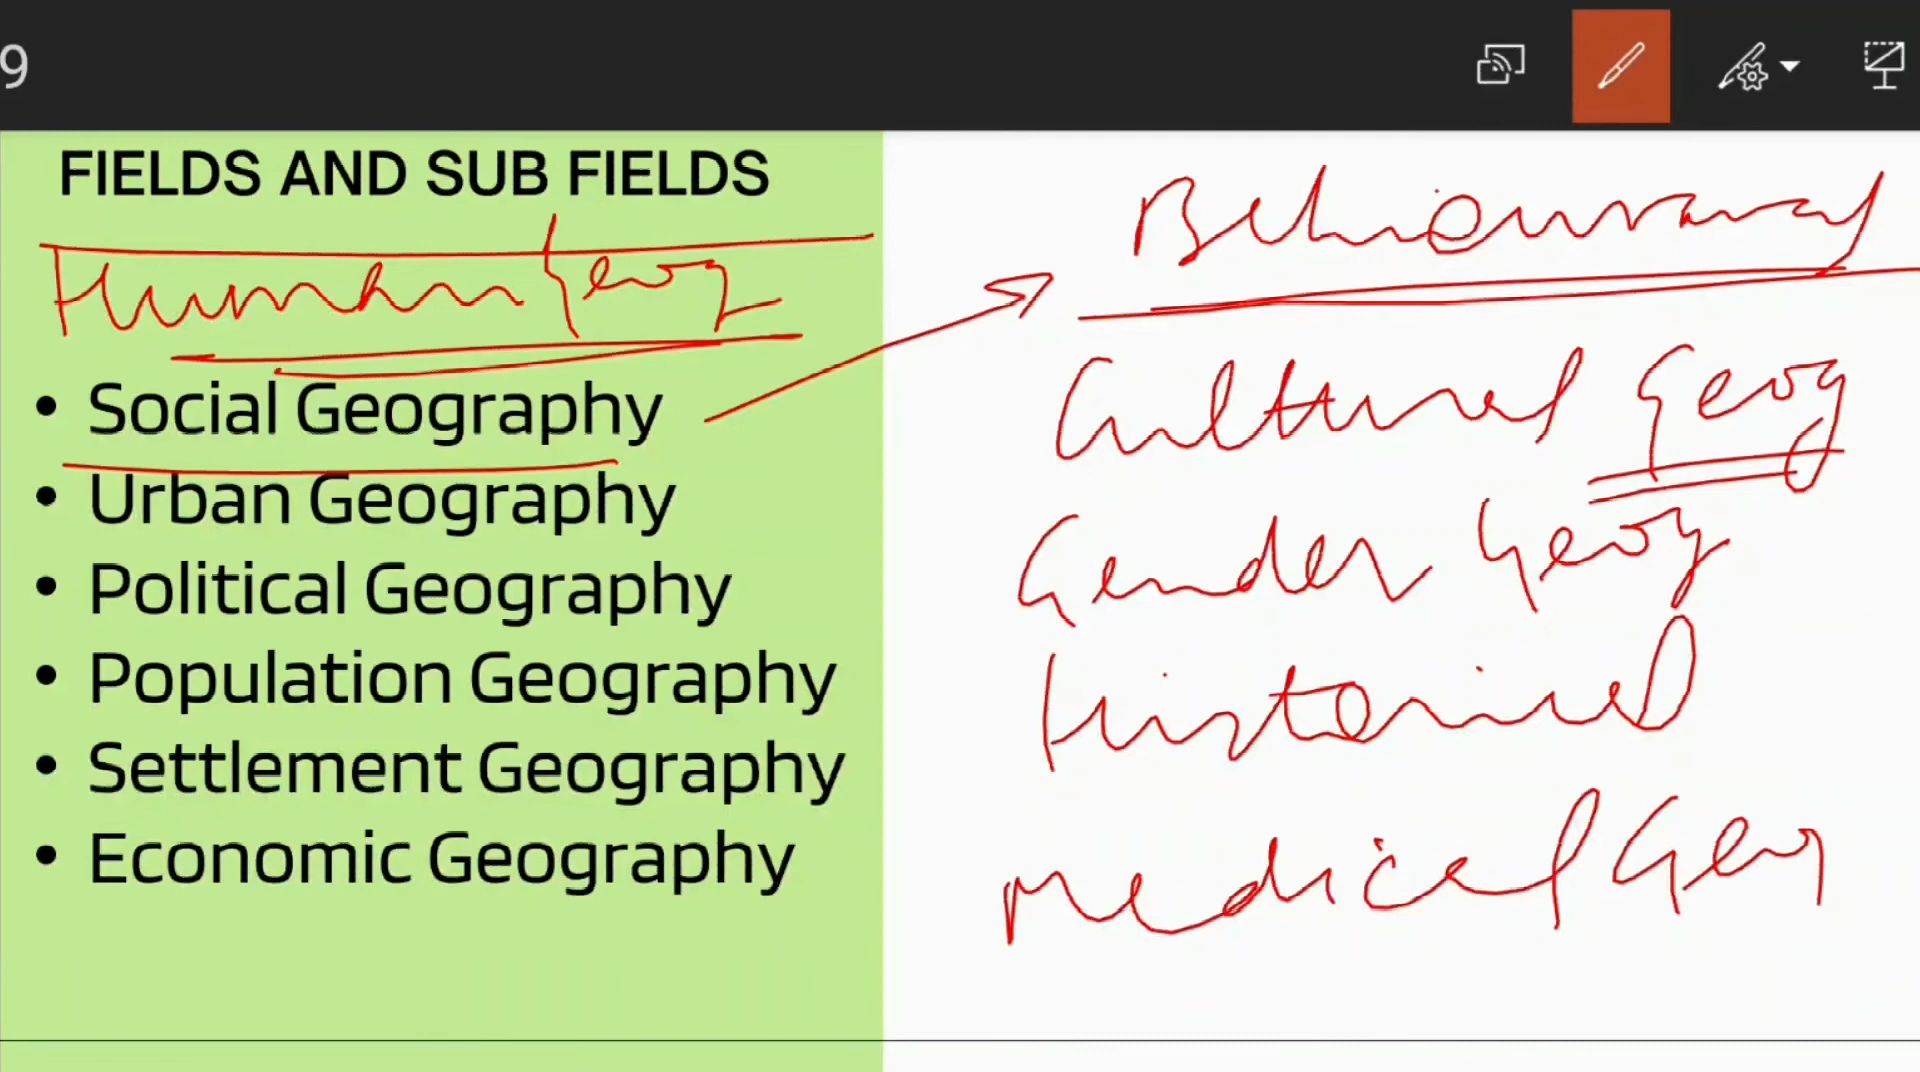 9
FIELDS AND SUB FIELDS
Human Geog
• Social Geography
• Urban Geography
• Political Geography
• Population Geography
• Settlement Geography
• Economic Geography
Behioural
Cultural Geog
Gender Geog
Historical
Medical Geog